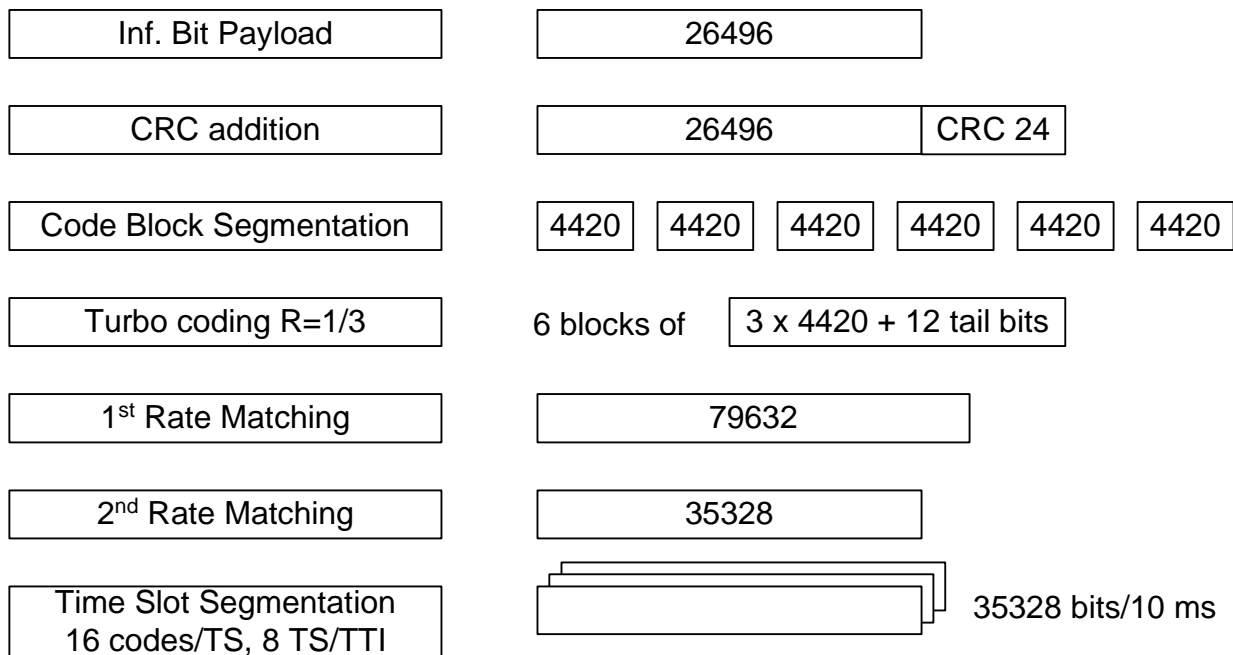 Inf. Bit Payload 26496
CRC addition 26496 CRC 24
Code Block Segmentation 4420 4420 4420 4420 4420 4420
Turbo coding R=1/3 6 blocks of 3 x 4420 + 12 tail bits
1st Rate Matching 79632
2nd Rate Matching 35328
Time Slot Segmentation
16 codes/TS, 8 TS/TTI
35328 bits/10 ms